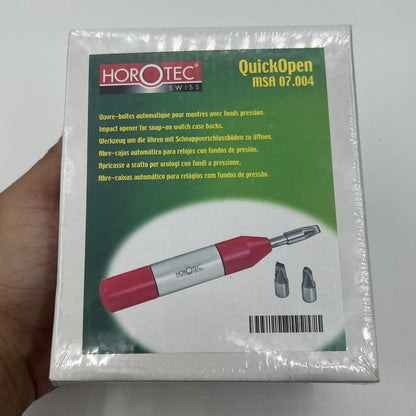 HOROTEC®
SWISS
QuickOpen
MSA 07.004
Ouvre-boîtes automatique pour montres avec fonds pression.
Impact opener for snap-on watch case backs.
Werkzeug um die Uhren mit Schnappverschlussböden zu öffnen.
Abre-cajas automático para relojes con fondos de presión.
Apricasse a scatto per orologi con fondi a pressione.
Abre-caixas automático para relógios com fundos de pressão.
HOROTEC